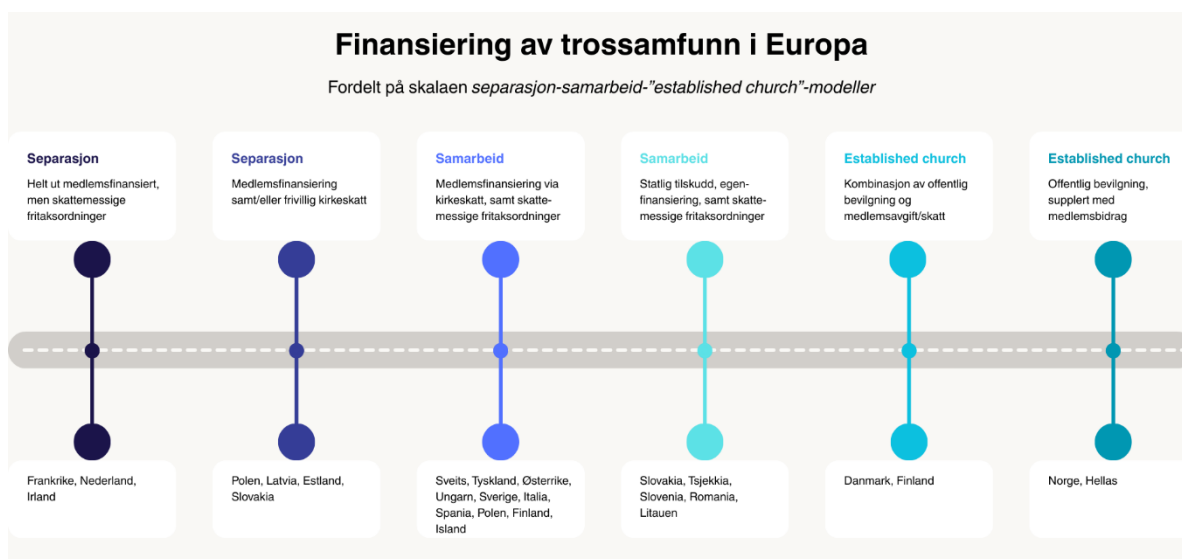 Finansiering av trossamfunn i Europa
Fordelt på skalaen separasjon-samarbeid-"established church"-modeller
Separasjon
Helt ut medlemsfinansiert,
men skattemessige
fritaksordninger
Separasjon
Medlemsfinansiering
samt/eller frivillig kirkeskatt
Samarbeid
Medlemsfinansiering via
kirkeskatt, samt skatte-
messige fritaksordninger
Samarbeid
Statlig tilskudd, egen-
finansiering, samt skatte-
messige fritaksordninger
Established church
Kombinasjon av offentlig
bevilgning og
medlemsavgift/skatt
Established church
Offentlig bevilgning,
supplert med
medlemsbidrag
Frankrike, Nederland,
Irland
Polen, Latvia, Estland,
Slovakia
Sveits, Tyskland, Østerrike,
Ungarn, Sverige, Italia,
Spania, Polen, Finland,
Island
Slovakia, Tsjekkia,
Slovenia, Romania,
Litauen
Danmark, Finland
Norge, Hellas